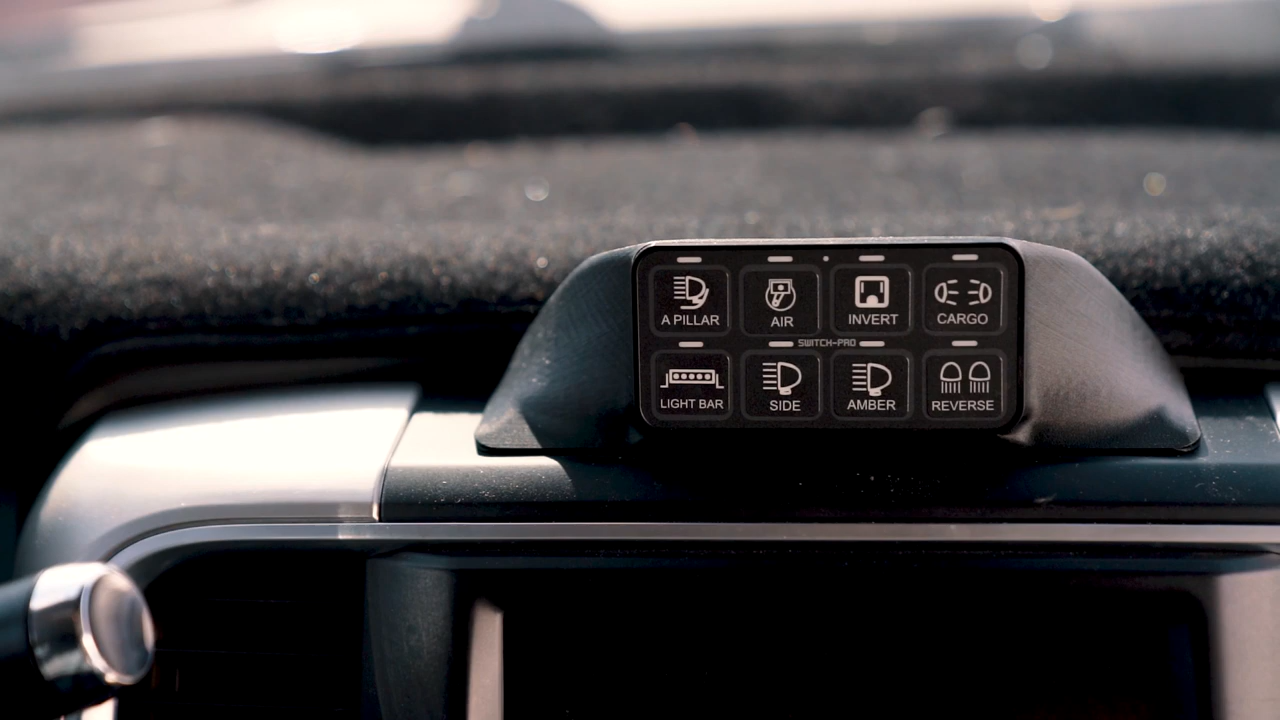 A PILLAR
AIR
INVERT
CARGO
SWITCH-PRO
LIGHT BAR
SIDE
AMBER
REVERSE